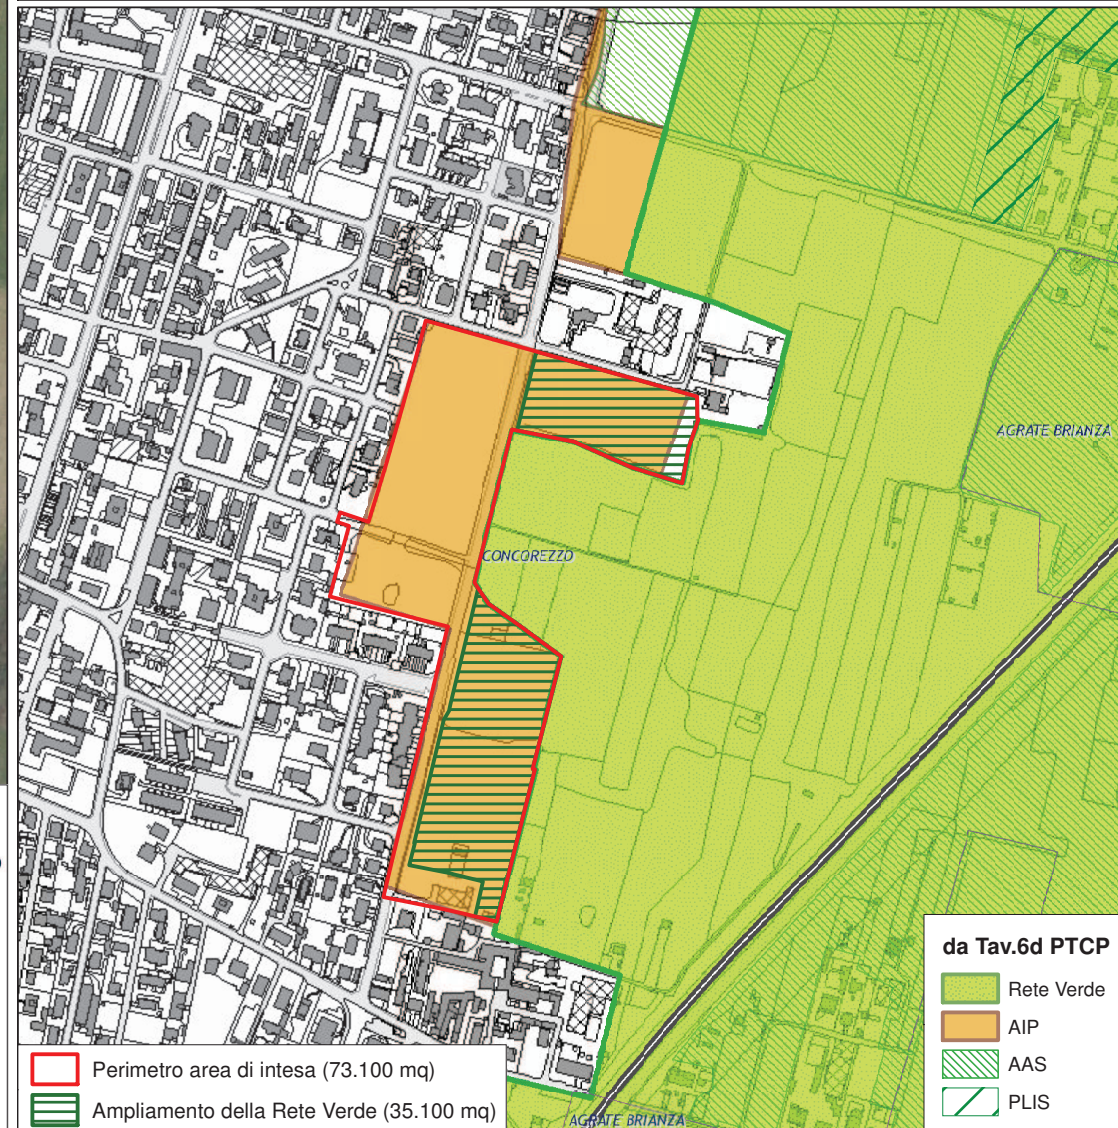 AGRATE BRIANZA
CONCOREZZO
da Tav.6d PTCP
Rete Verde
AIP
AAS
PLIS
Perimetro area di intesa (73.100 mq)
Ampliamento della Rete Verde (35.100 mq)
AGRATE BRIANZA